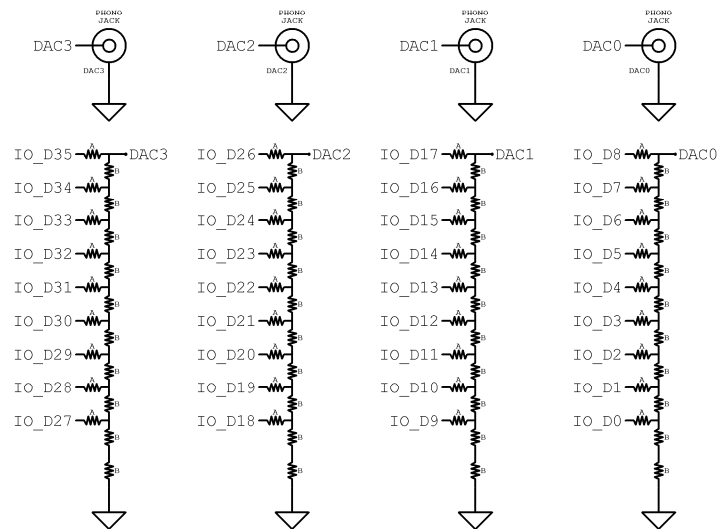 PHONO
JACK
DAC3
DAC3
PHONO
JACK
DAC2
DAC2
PHONO
JACK
DAC1
DAC1
PHONO
JACK
DAC0
DAC0
IO_D35 A DAC3
B
IO_D34 A
B
IO_D33 A
B
IO_D32 A
B
IO_D31 A
B
IO_D30 A
B
IO_D29 A
B
IO_D28 A
B
IO_D27 A
B
B
IO_D26 A DAC2
B
IO_D25 A
B
IO_D24 A
B
IO_D23 A
B
IO_D22 A
B
IO_D21 A
B
IO_D20 A
B
IO_D19 A
B
IO_D18 A
B
B
IO_D17 A DAC1
B
IO_D16 A
B
IO_D15 A
B
IO_D14 A
B
IO_D13 A
B
IO_D12 A
B
IO_D11 A
B
IO_D10 A
B
IO_D9 A
B
B
IO_D8 A DAC0
B
IO_D7 A
B
IO_D6 A
B
IO_D5 A
B
IO_D4 A
B
IO_D3 A
B
IO_D2 A
B
IO_D1 A
B
IO_D0 A
B
B